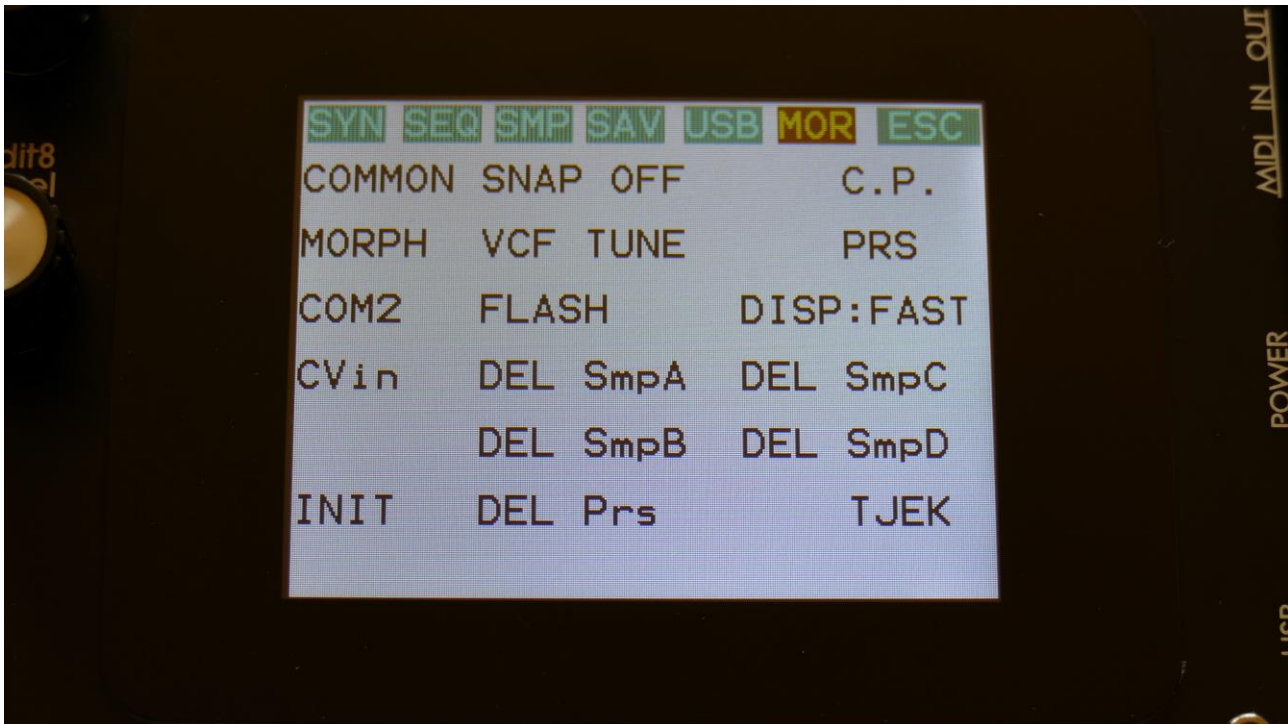 SYN SEQ SMP SAV USB MOR ESC
COMMON SNAP OFF C.P.
MORPH VCF TUNE PRS
COM2 FLASH DISP:FAST
CVin DEL SmpA DEL SmpC
DEL SmpB DEL SmpD
INIT DEL Prs TJEK
MIDI IN OUT
POWER